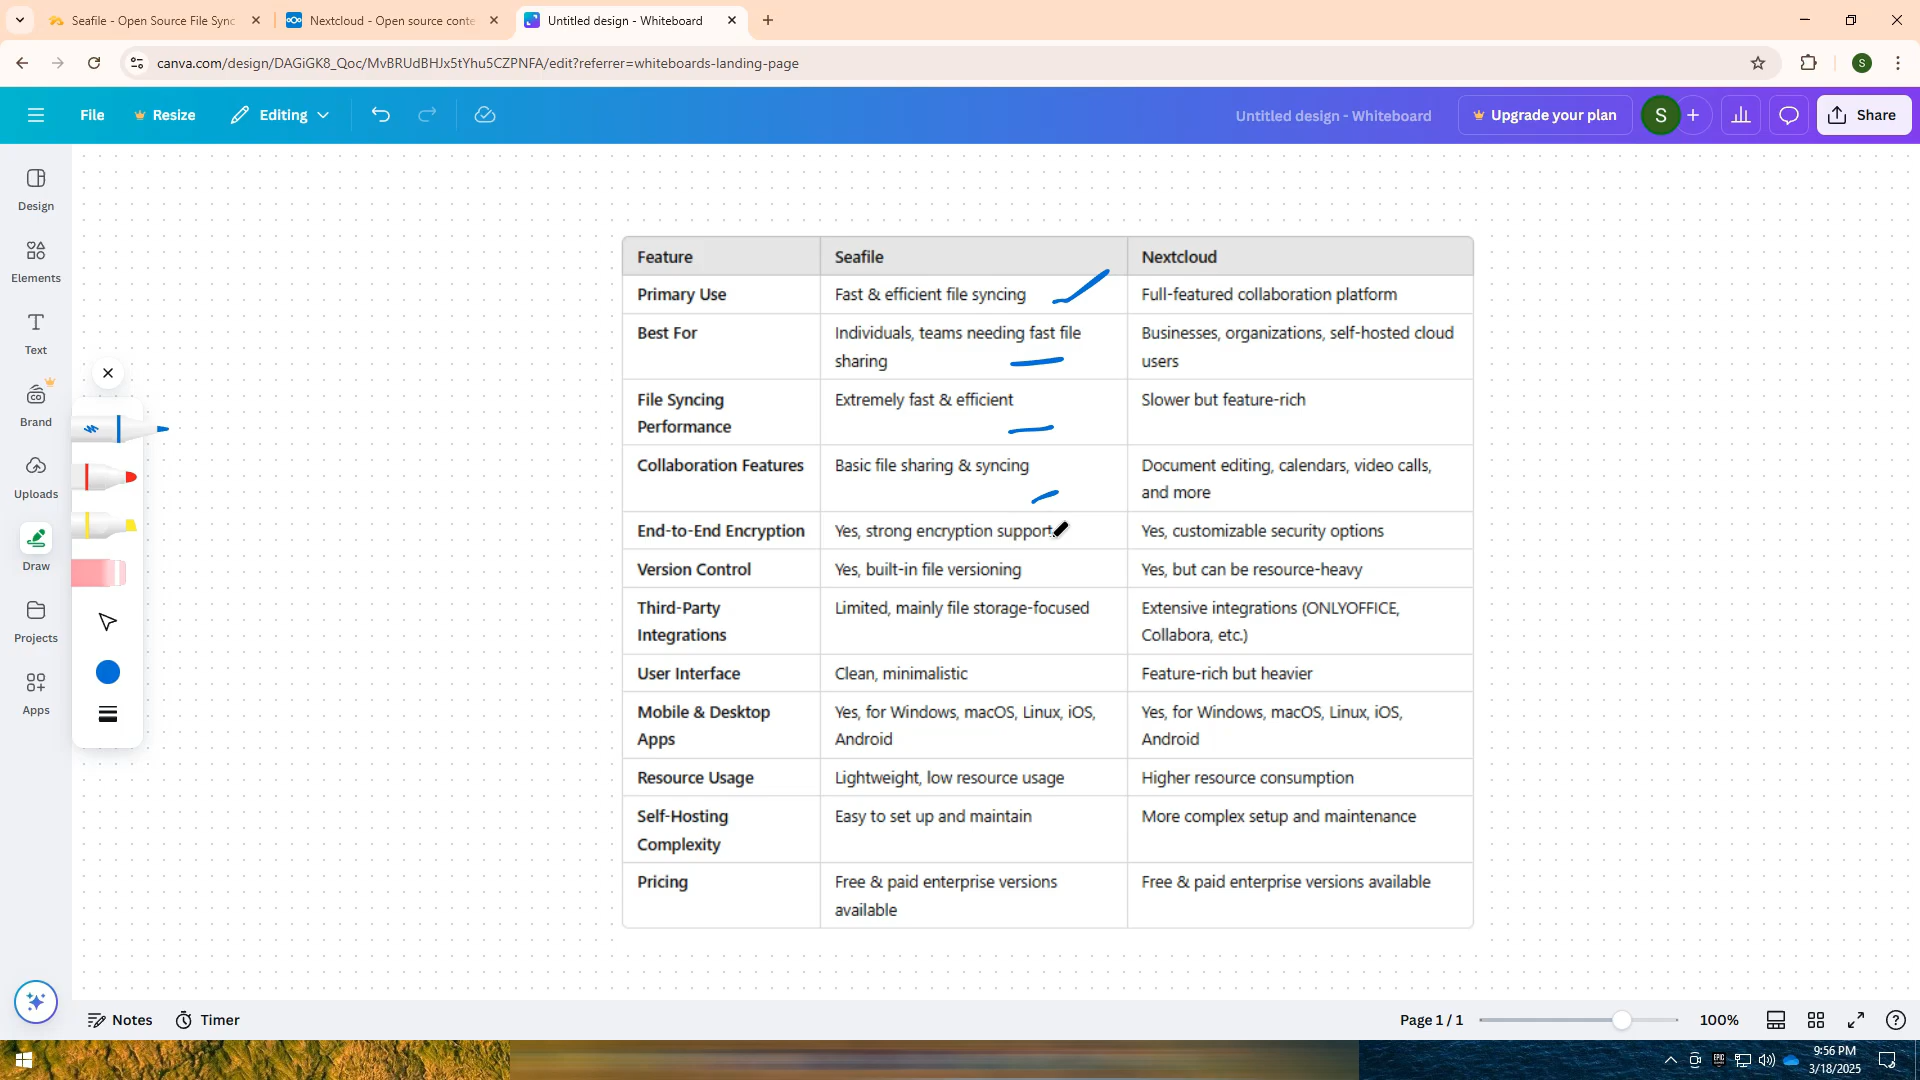 Seafile - Open Source File Sync
Nextcloud - Open source conte
Untitled design - Whiteboard
canva.com/design/DAGiGK8_Qoc/MvBRUdBHJx5tYhu5CZPNFA/edit?referrer=whiteboards-landing-page
S
File
Resize
Editing
Untitled design - Whiteboard
Upgrade your plan
S
Share
Design
Elements
Text
Brand
Uploads
Draw
Projects
Apps
Feature Seafile Nextcloud
Primary Use Fast & efficient file syncing Full-featured collaboration platform
Best For Individuals, teams needing fast file Businesses, organizations, self-hosted cloud
sharing users
File Syncing Extremely fast & efficient Slower but feature-rich
Performance
Collaboration Features Basic file sharing & syncing Document editing, calendars, video calls,
and more
End-to-End Encryption Yes, strong encryption support Yes, customizable security options
Version Control Yes, built-in file versioning Yes, but can be resource-heavy
Third-Party Limited, mainly file storage-focused Extensive integrations (ONLYOFFICE,
Integrations Collabora, etc.)
User Interface Clean, minimalistic Feature-rich but heavier
Mobile & Desktop Yes, for Windows, macOS, Linux, iOS, Yes, for Windows, macOS, Linux, iOS,
Apps Android Android
Resource Usage Lightweight, low resource usage Higher resource consumption
Self-Hosting Easy to set up and maintain More complex setup and maintenance
Complexity
Pricing Free & paid enterprise versions Free & paid enterprise versions available
available
Notes
Timer
Page 1 / 1
100%
9:56 PM
3/18/2025